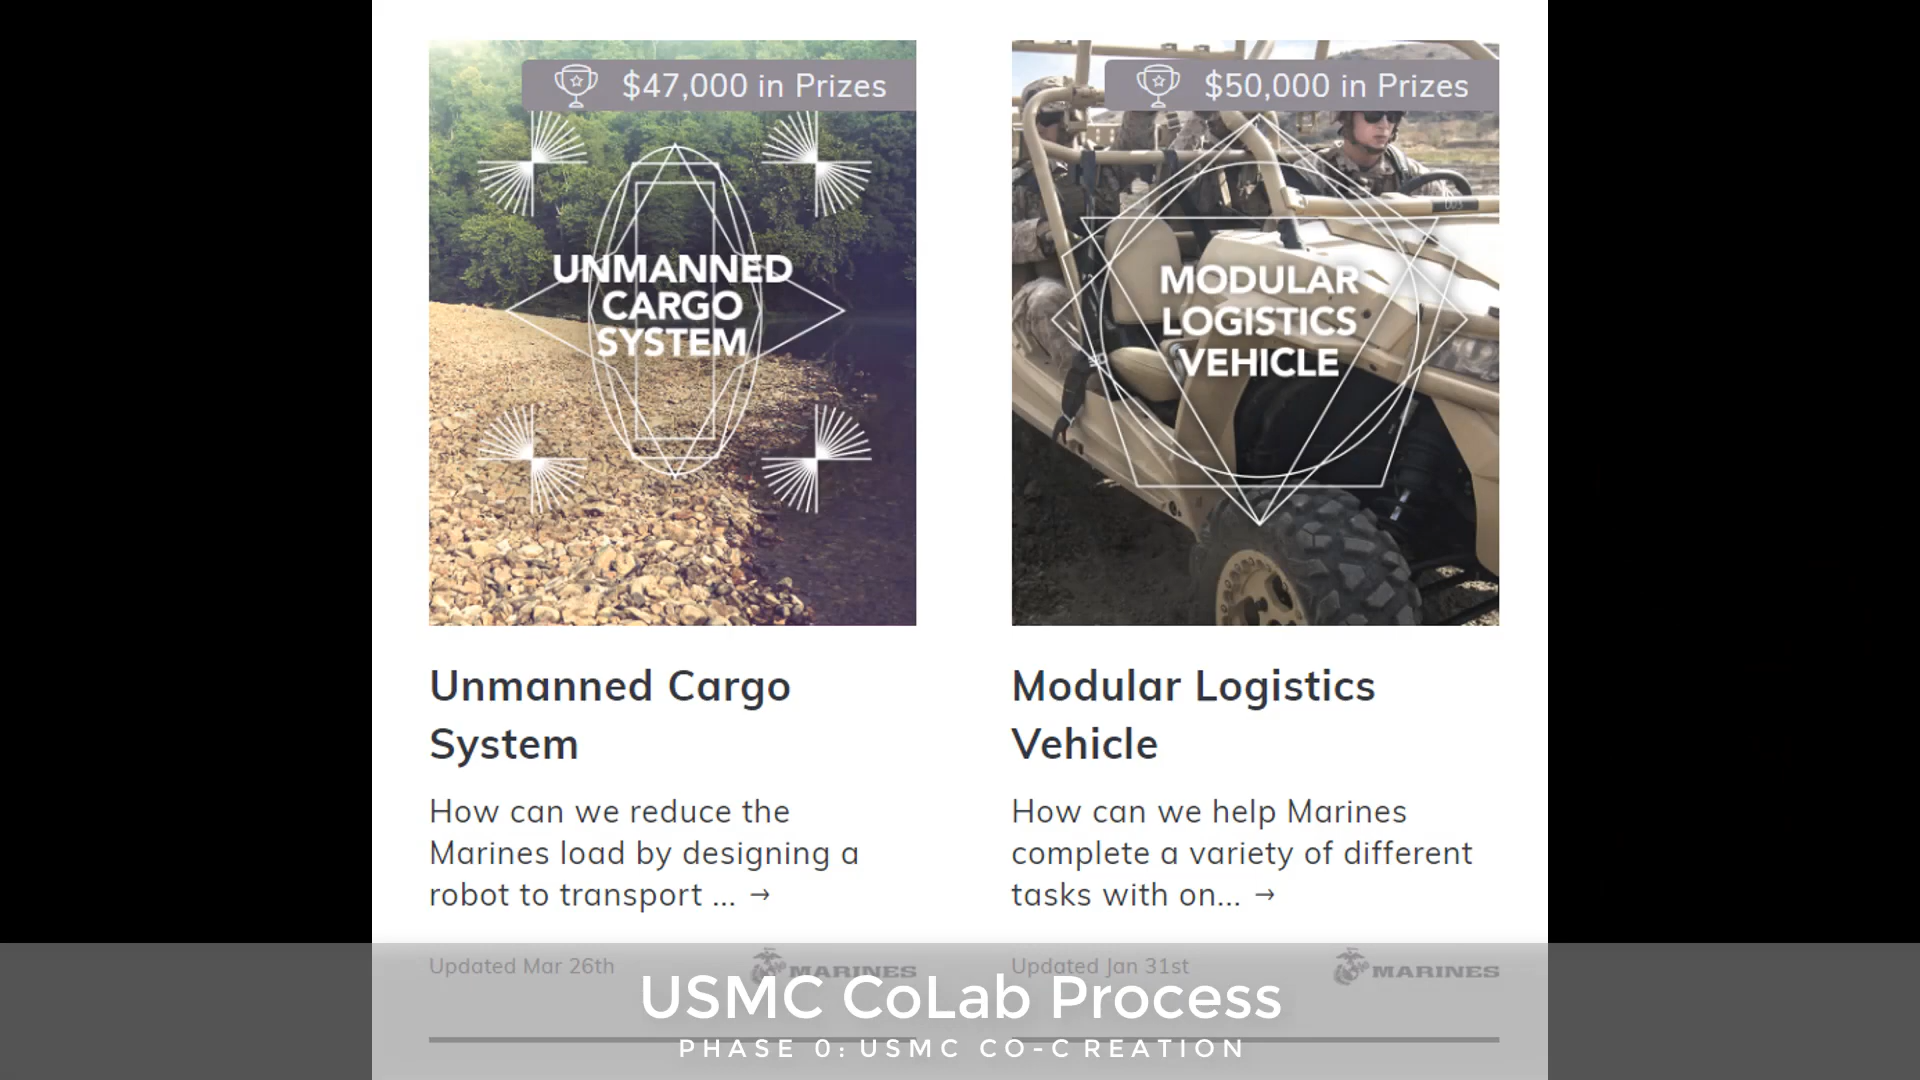 $47,000 in Prizes
UNMANNED
CARGO
SYSTEM
Unmanned Cargo
System
How can we reduce the
Marines load by designing a
robot to transport ... →
Updated Mar 26th
MARINES
$50,000 in Prizes
MODULAR
LOGISTICS
VEHICLE
Modular Logistics
Vehicle
How can we help Marines
complete a variety of different
tasks with on... →
Updated Jan 31st
MARINES
USMC CoLab Process
PHASE 0: USMC CO-CREATION